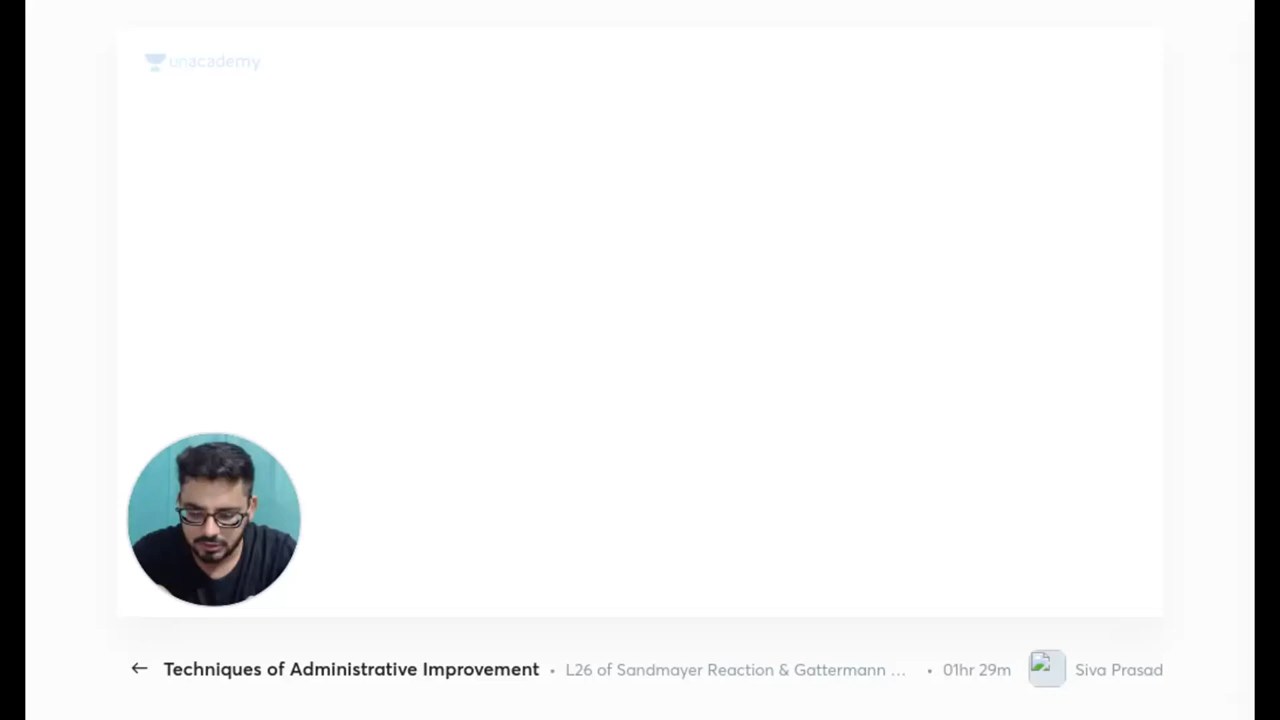 unacademy
Techniques of Administrative Improvement • L26 of Sandmayer Reaction & Gattermann ... • 01hr 29m Siva Prasad